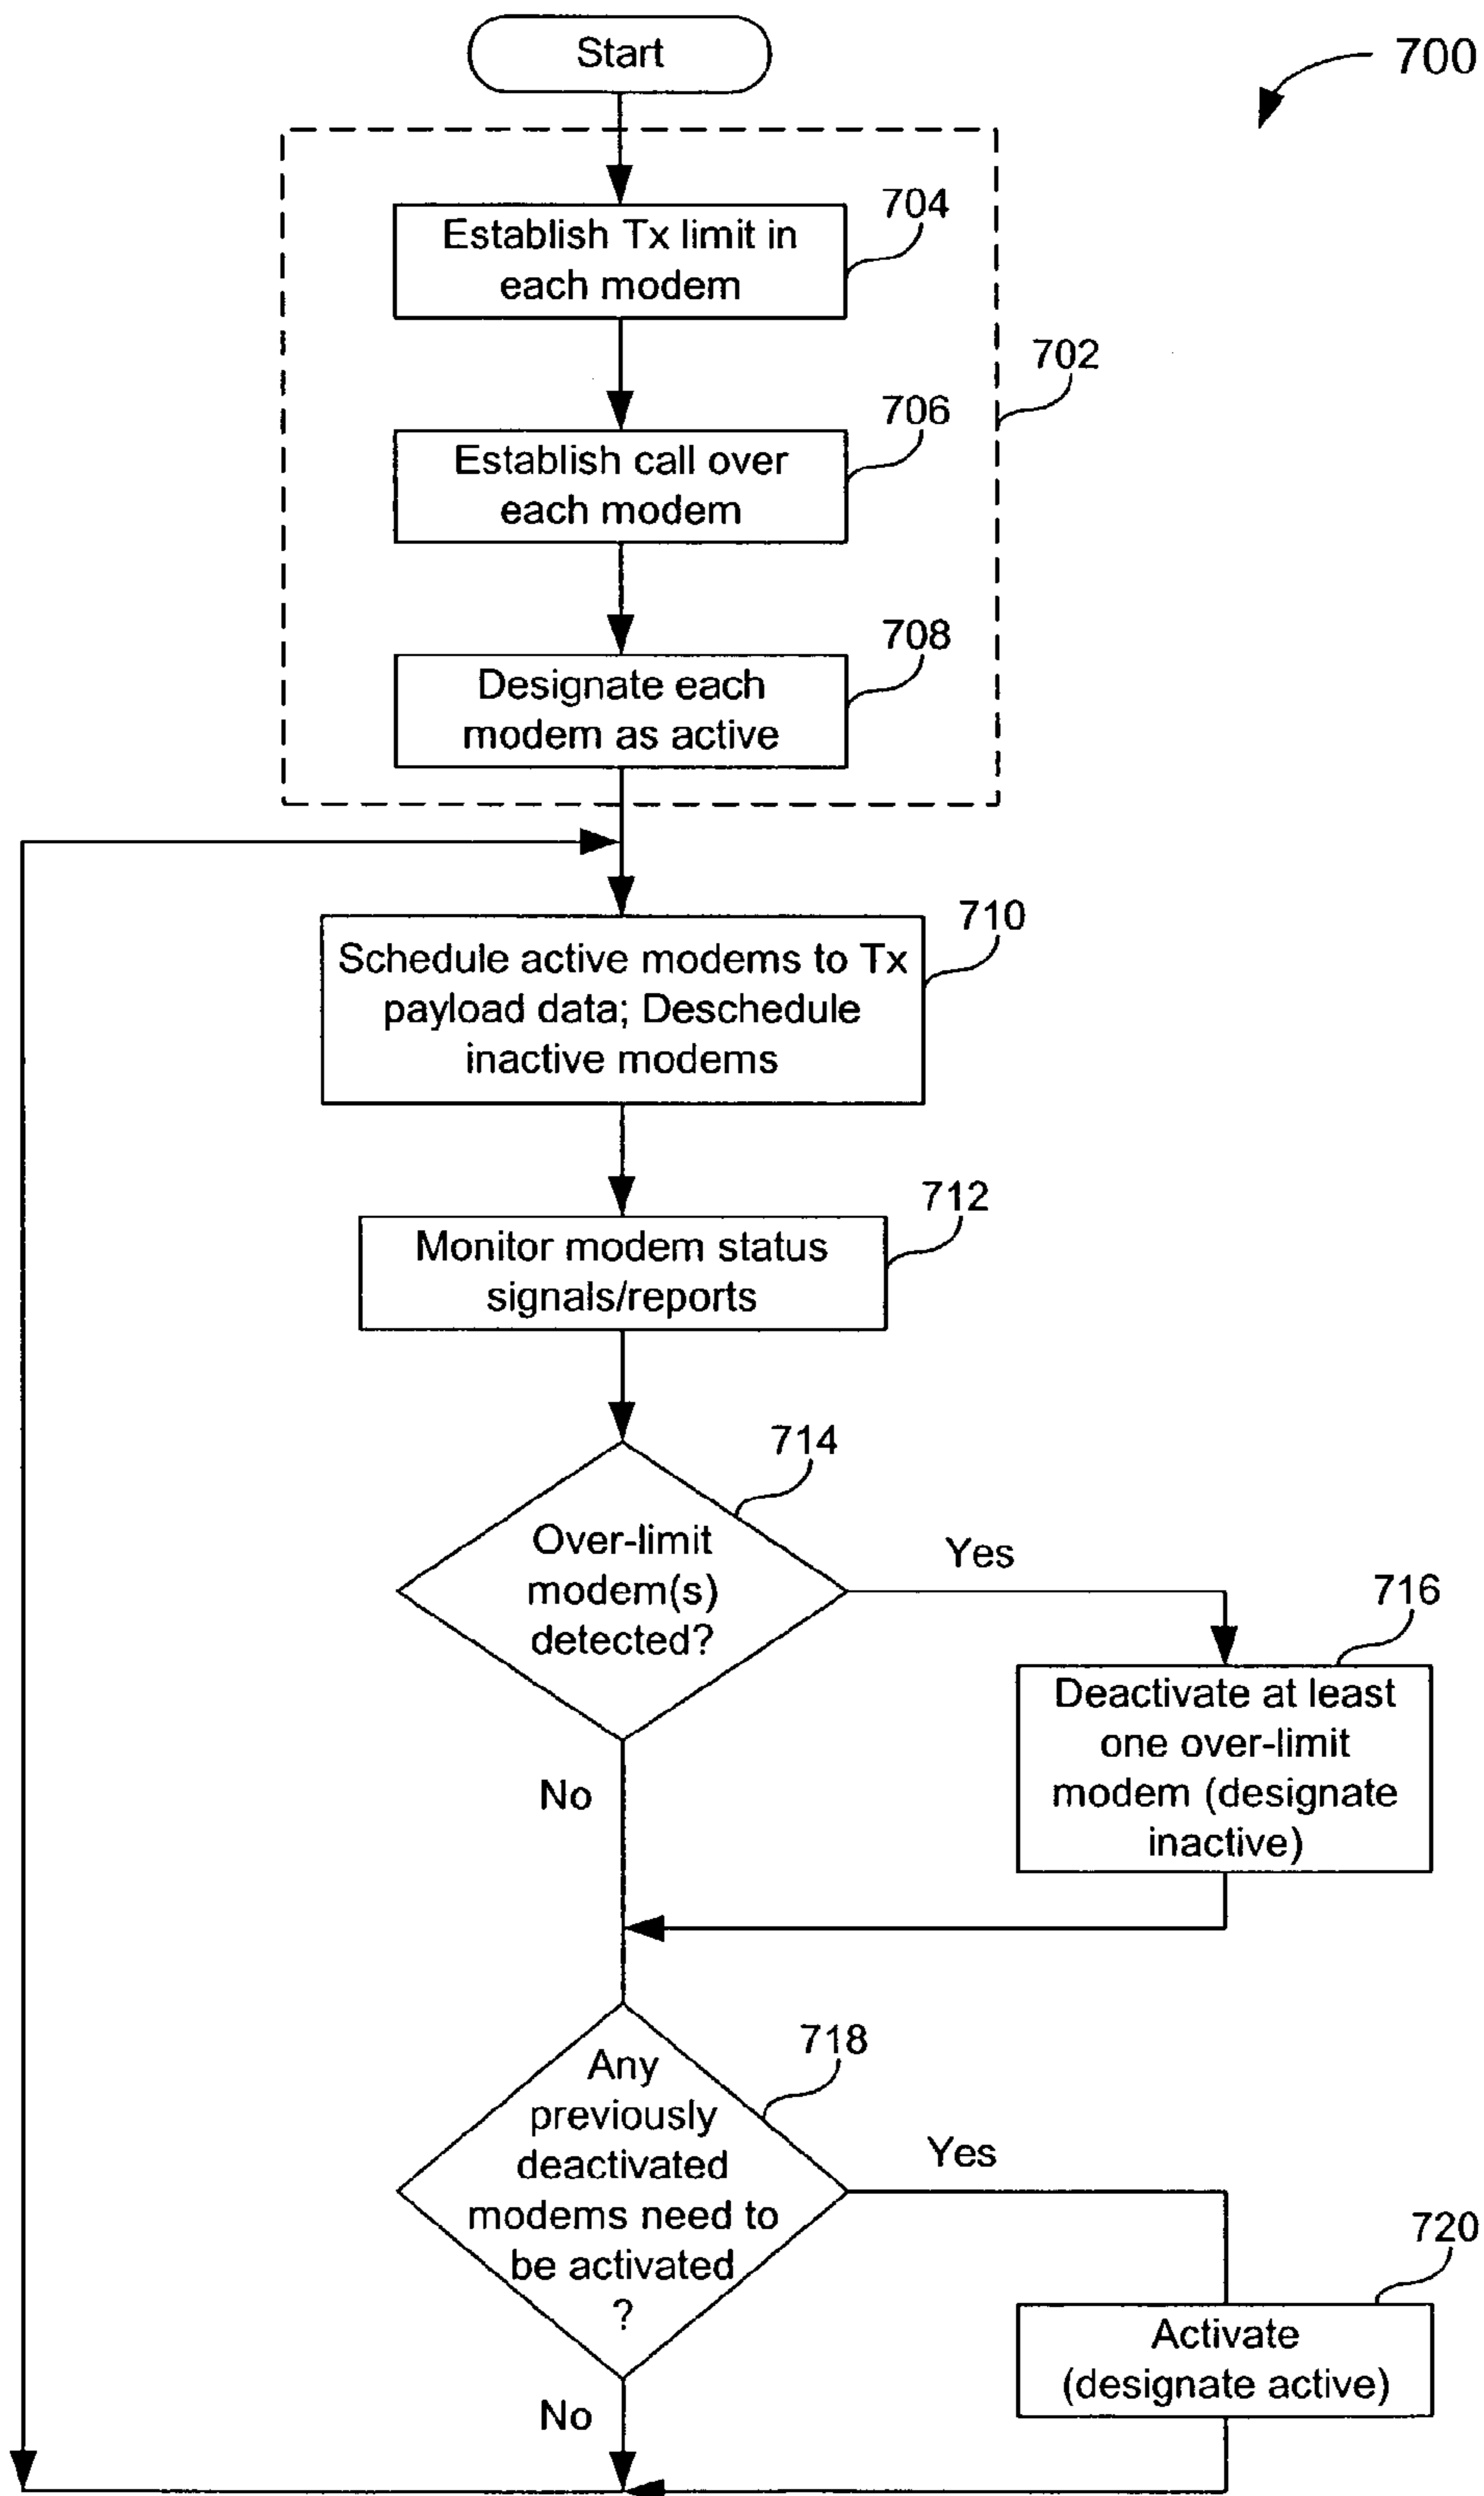 Start
700
704
Establish Tx limit in
each modem
702
706
Establish call over
each modem
708
Designate each
modem as active
710
Schedule active modems to Tx
payload data; Deschedule
inactive modems
712
Monitor modem status
signals/reports
714
Over-limit
modem(s)
detected?
Yes
716
Deactivate at least
one over-limit
modem (designate
inactive)
No
718
Any
previously
deactivated
modems need to
be activated
?
Yes
720
Activate
(designate active)
No